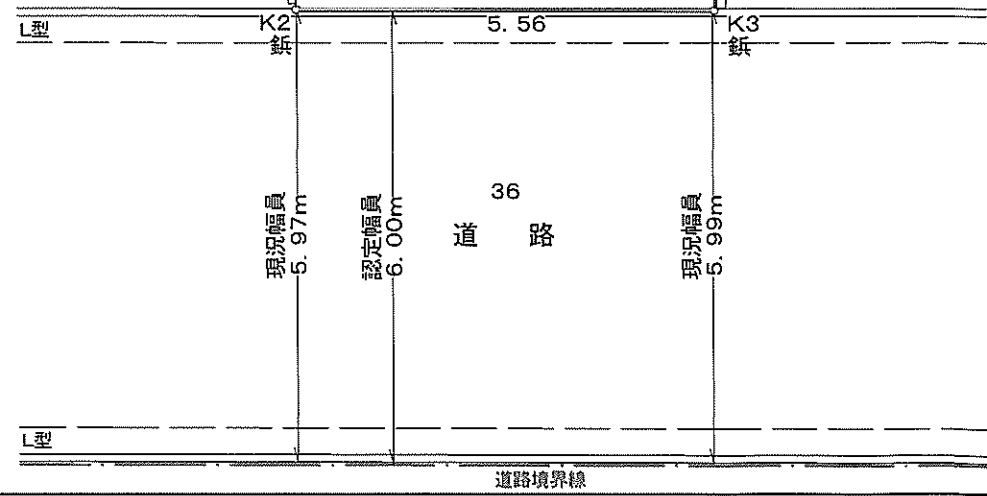 L型
K2
鋲
5.56
K3
鋲
現況幅員
5.97m
認定幅員
6.00m
36
道 路
現況幅員
5.99m
L型
道路境界線